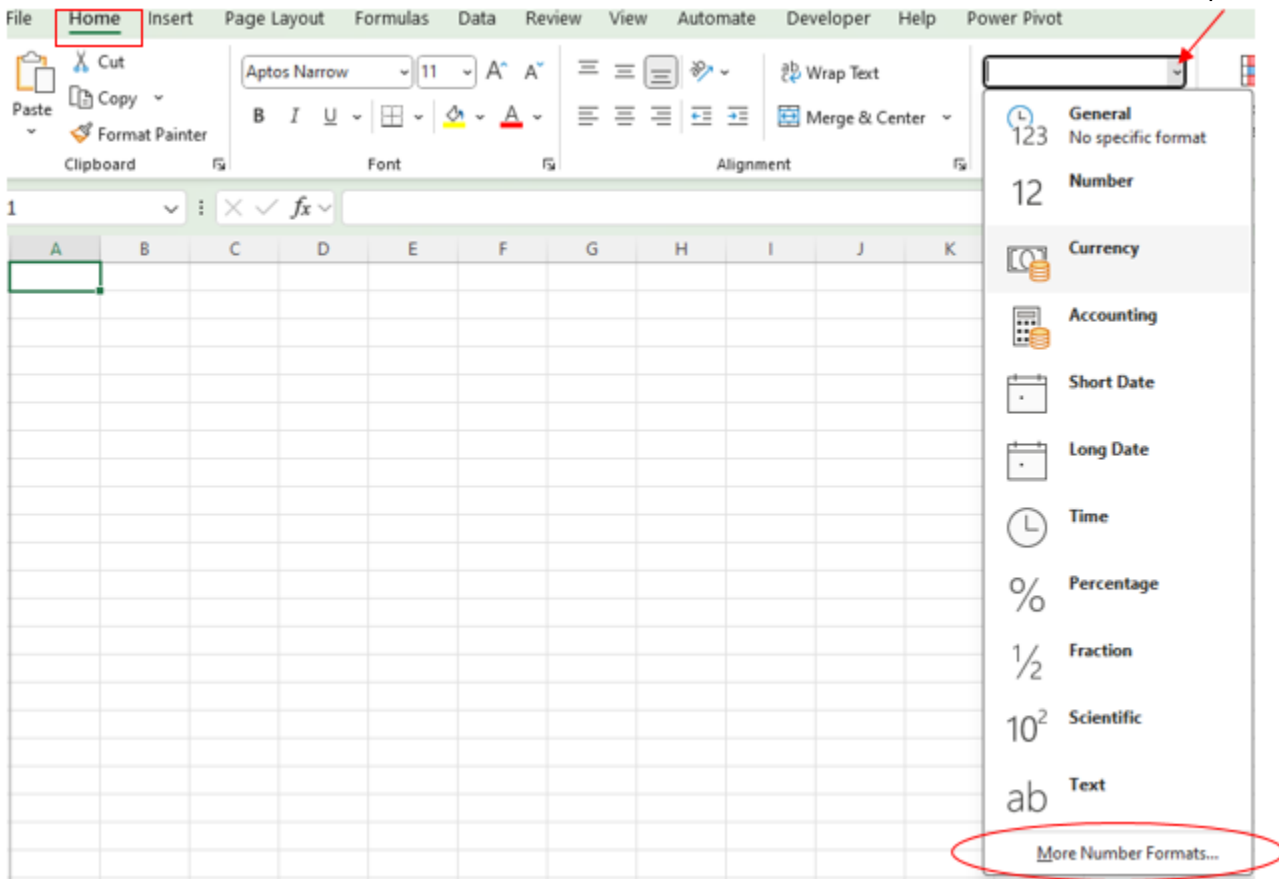 File Home Insert Page Layout Formulas Data Review View Automate Developer Help Power Pivot
Cut
Copy
Paste
Format Painter
Clipboard
Aptos Narrow 11 A A
B I U A
Font
ab Wrap Text
Merge & Center
Alignment
1 fx
A B C D E F G H I J K
123 General
No specific format
12 Number
Currency
Accounting
Short Date
Long Date
Time
% Percentage
1/2 Fraction
10² Scientific
ab Text
More Number Formats...